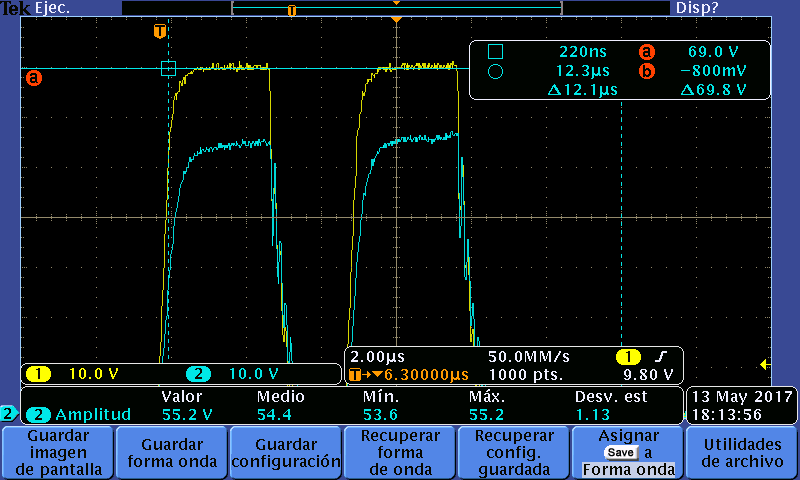 Tek Ejec. Disp?
T
T
a
220ns a 69.0 V
12.3µs b −800mV
Δ12.1µs Δ69.8 V
1 10.0 V 2 10.0 V
2.00µs 50.0MM/s 1
T→▼6.30000µs 1000 pts. 9.80 V
Valor Medio Mín. Máx. Desv. est
2 2 Amplitud 55.2 V 54.4 53.6 55.2 1.13
13 May 2017
18:13:56
Guardar
imagen
de pantalla
Guardar
forma onda
Guardar
configuración
Recuperar
forma
de onda
Recuperar
config.
guardada
Asignar
Save a
Forma onda
Utilidades
de archivo